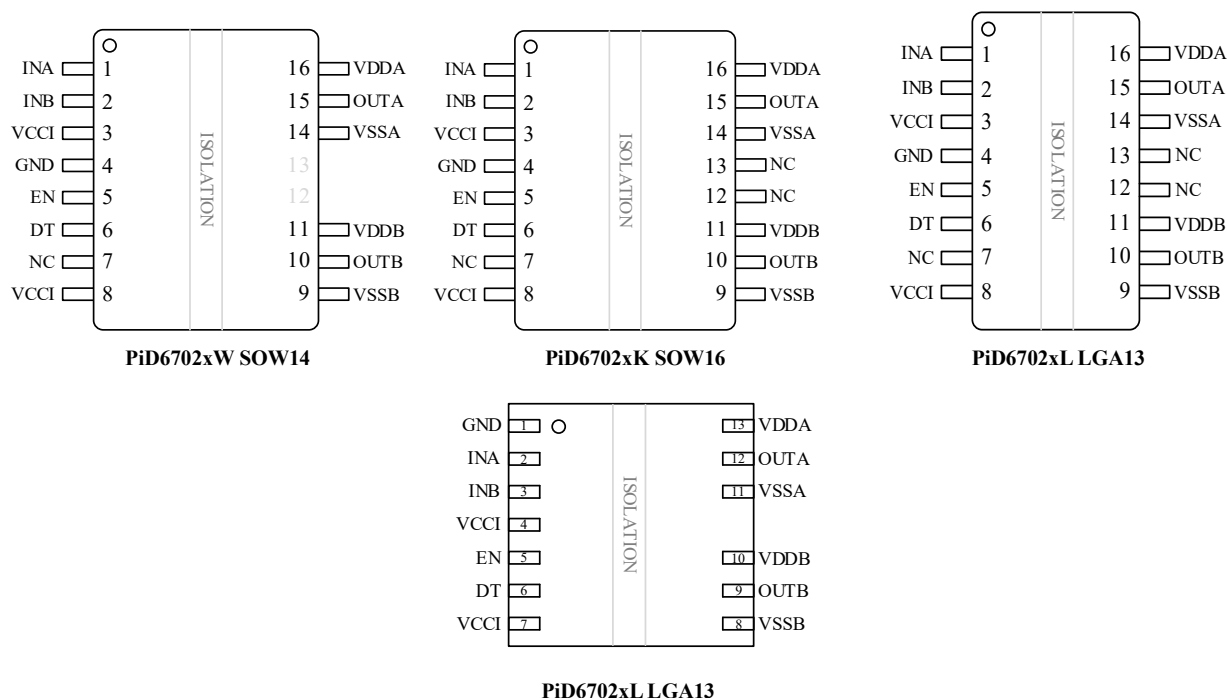 INA 1 16 VDDA
INB 2 15 OUTA
VCCI 3 14 VSSA
GND 4 13
EN 5 12
DT 6 11 VDDB
NC 7 10 OUTB
VCCI 8 9 VSSB
ISOLATION
PiD6702xW SOW14
INA 1 16 VDDA
INB 2 15 OUTA
VCCI 3 14 VSSA
GND 4 13 NC
EN 5 12 NC
DT 6 11 VDDB
NC 7 10 OUTB
VCCI 8 9 VSSB
ISOLATION
PiD6702xK SOW16
INA 1 16 VDDA
INB 2 15 OUTA
VCCI 3 14 VSSA
GND 4 13 NC
EN 5 12 NC
DT 6 11 VDDB
NC 7 10 OUTB
VCCI 8 9 VSSB
ISOLATION
PiD6702xL LGA13
GND 1 13 VDDA
INA 2 12 OUTA
INB 3 11 VSSA
VCCI 4
EN 5 10 VDDB
DT 6 9 OUTB
VCCI 7 8 VSSB
ISOLATION
PiD6702xL LGA13